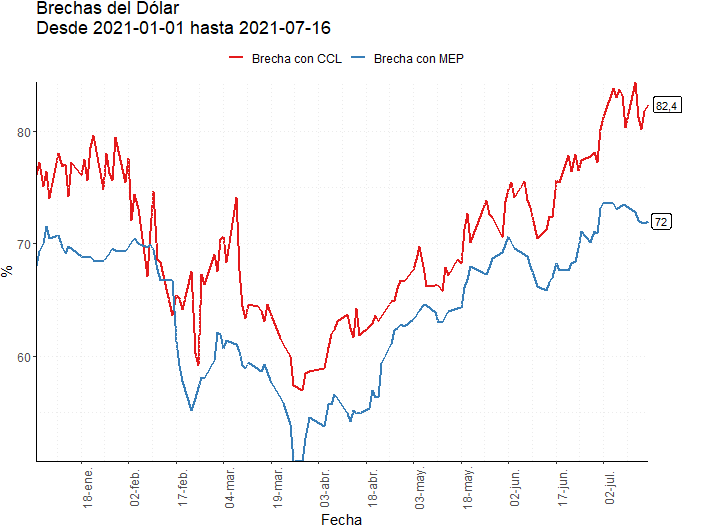 Brechas del Dólar
Desde 2021-01-01 hasta 2021-07-16
Brecha con CCL
Brecha con MEP
82,4
80
72
70
%
60
18-ene.
02-feb.
17-feb.
04-mar.
19-mar.
03-abr.
18-abr.
03-may.
18-may.
02-jun.
17-jun.
02-jul.
Fecha